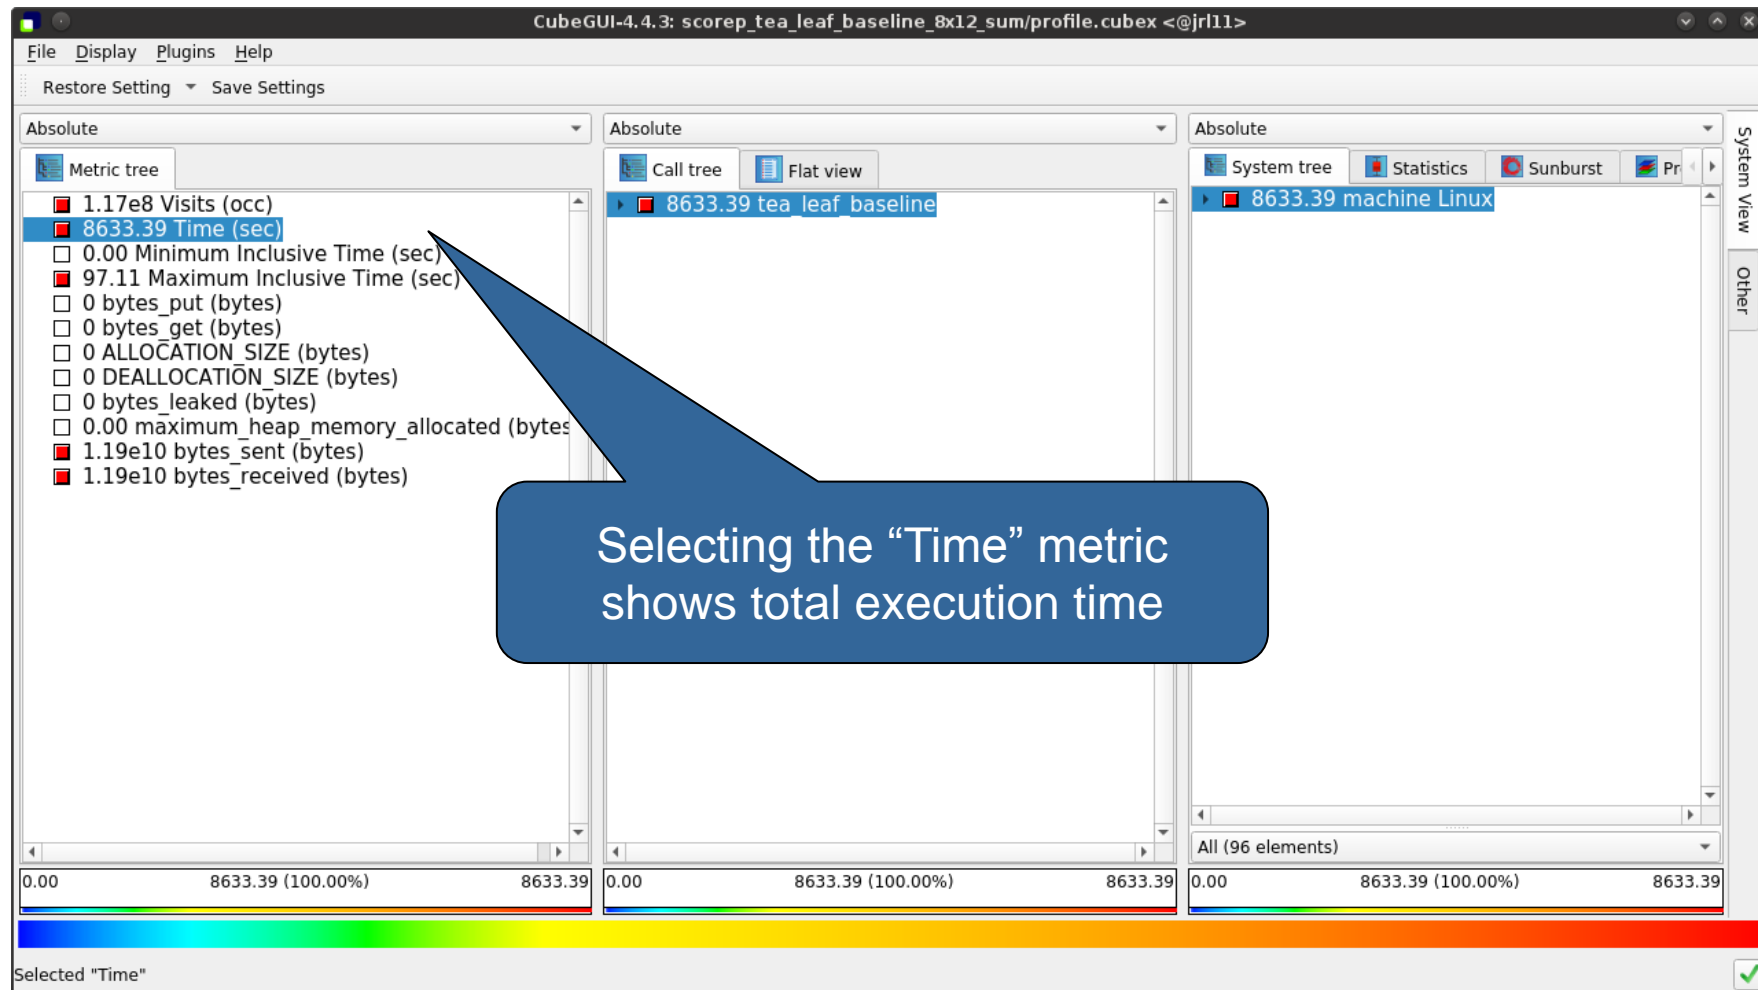 CubeGUI-4.4.3: scorep_tea_leaf_baseline_8x12_sum/profile.cubex <@jrl11>
File Display Plugins Help
Restore Setting Save Settings
Absolute
Metric tree
1.17e8 Visits (occ)
8633.39 Time (sec)
0.00 Minimum Inclusive Time (sec)
97.11 Maximum Inclusive Time (sec)
0 bytes_put (bytes)
0 bytes_get (bytes)
0 ALLOCATION_SIZE (bytes)
0 DEALLOCATION_SIZE (bytes)
0 bytes_leaked (bytes)
0.00 maximum_heap_memory_allocated (bytes
1.19e10 bytes_sent (bytes)
1.19e10 bytes_received (bytes)
0.00 8633.39 (100.00%) 8633.39
Absolute
Call tree Flat view
8633.39 tea_leaf_baseline
0.00 8633.39 (100.00%) 8633.39
Absolute
System tree Statistics Sunburst Pr
8633.39 machine Linux
All (96 elements)
0.00 8633.39 (100.00%) 8633.39
System View
Other
Selecting the “Time” metric
shows total execution time
Selected "Time"